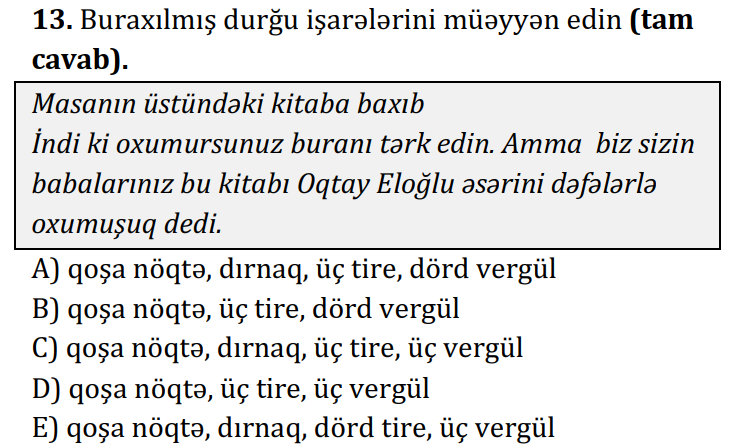 13. Buraxılmış durğu işarələrini müəyyən edin (tam
cavab).
Masanın üstündəki kitaba baxıb
İndi ki oxumursunuz buranı tərk edin. Amma  biz sizin
babalarınız bu kitabı Oqtay Eloğlu əsərini dəfələrlə
oxumuşuq dedi.
A) qoşa nöqtə, dırnaq, üç tire, dörd vergül
B) qoşa nöqtə, üç tire, dörd vergül
C) qoşa nöqtə, dırnaq, üç tire, üç vergül
D) qoşa nöqtə, üç tire, üç vergül
E) qoşa nöqtə, dırnaq, dörd tire, üç vergül